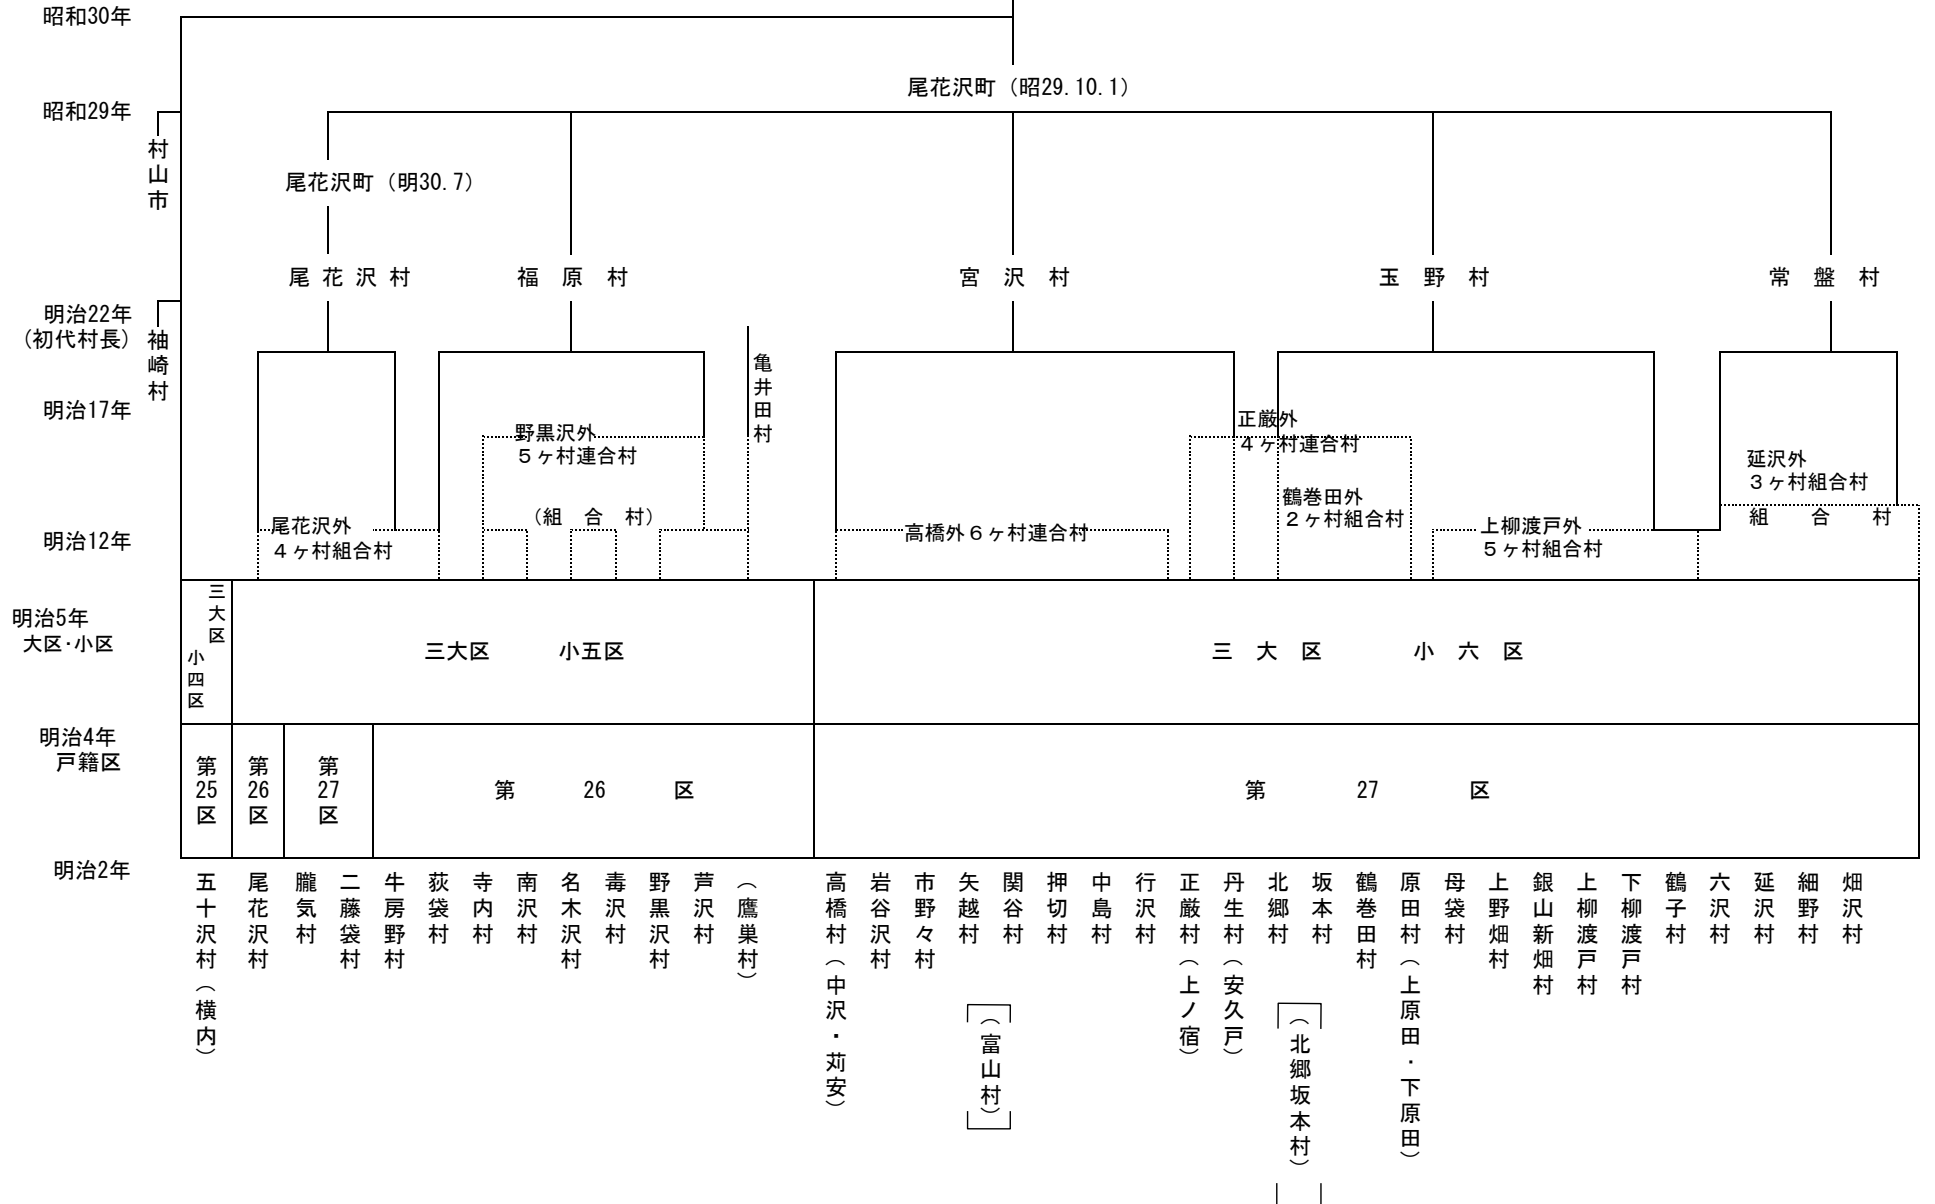 昭和30年
尾花沢町（昭29.10.1）
昭和29年
村山市
尾花沢町（明30.7）
尾花沢村
福原村
宮沢村
玉野村
常盤村
明治22年
（初代村長）
袖崎村
亀井田村
明治17年
野黒沢外
５ヶ村連合村
正厳外
４ヶ村連合村
延沢外
３ヶ村組合村
（組合村）
鶴巻田外
２ヶ村組合村
組合村
尾花沢外
４ヶ村組合村
高橋外６ヶ村連合村
上柳渡戸外
５ヶ村組合村
明治12年
明治5年
大区・小区
三大区
小四区
三大区 小五区
三大区 小六区
明治4年
戸籍区
第25区
第26区
第27区
第26区
第27区
明治2年
五十沢村（横内）
尾花沢村
朧気村
二藤袋村
牛房野村
荻袋村
寺内村
南沢村
名木沢村
毒沢村
野黒沢村
芦沢村
（鷹巣村）
高橋村（中沢・苅安）
岩谷沢村
市野々村
矢越村
関谷村
（富山村）
押切村
中島村
行沢村
正厳村（上ノ宿）
丹生村（安久戸）
北郷村
坂本村
（北郷坂本村）
鶴巻田村
原田村（上原田・下原田）
母袋村
上野畑村
銀山新畑村
上柳渡戸村
下柳渡戸村
鶴子村
六沢村
延沢村
細野村
畑沢村